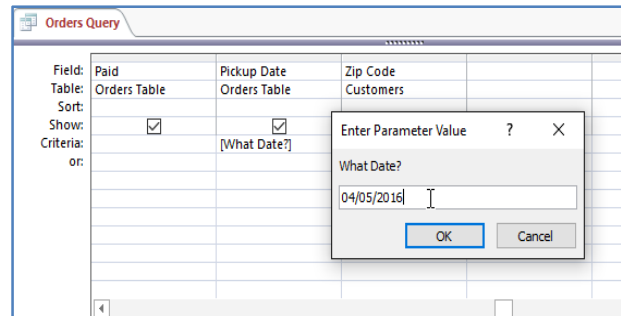 Orders Query
Field: Paid Pickup Date Zip Code
Table: Orders Table Orders Table Customers
Sort:
Show:
Criteria: [What Date?]
or:
Enter Parameter Value ? X
What Date?
04/05/2016
OK Cancel